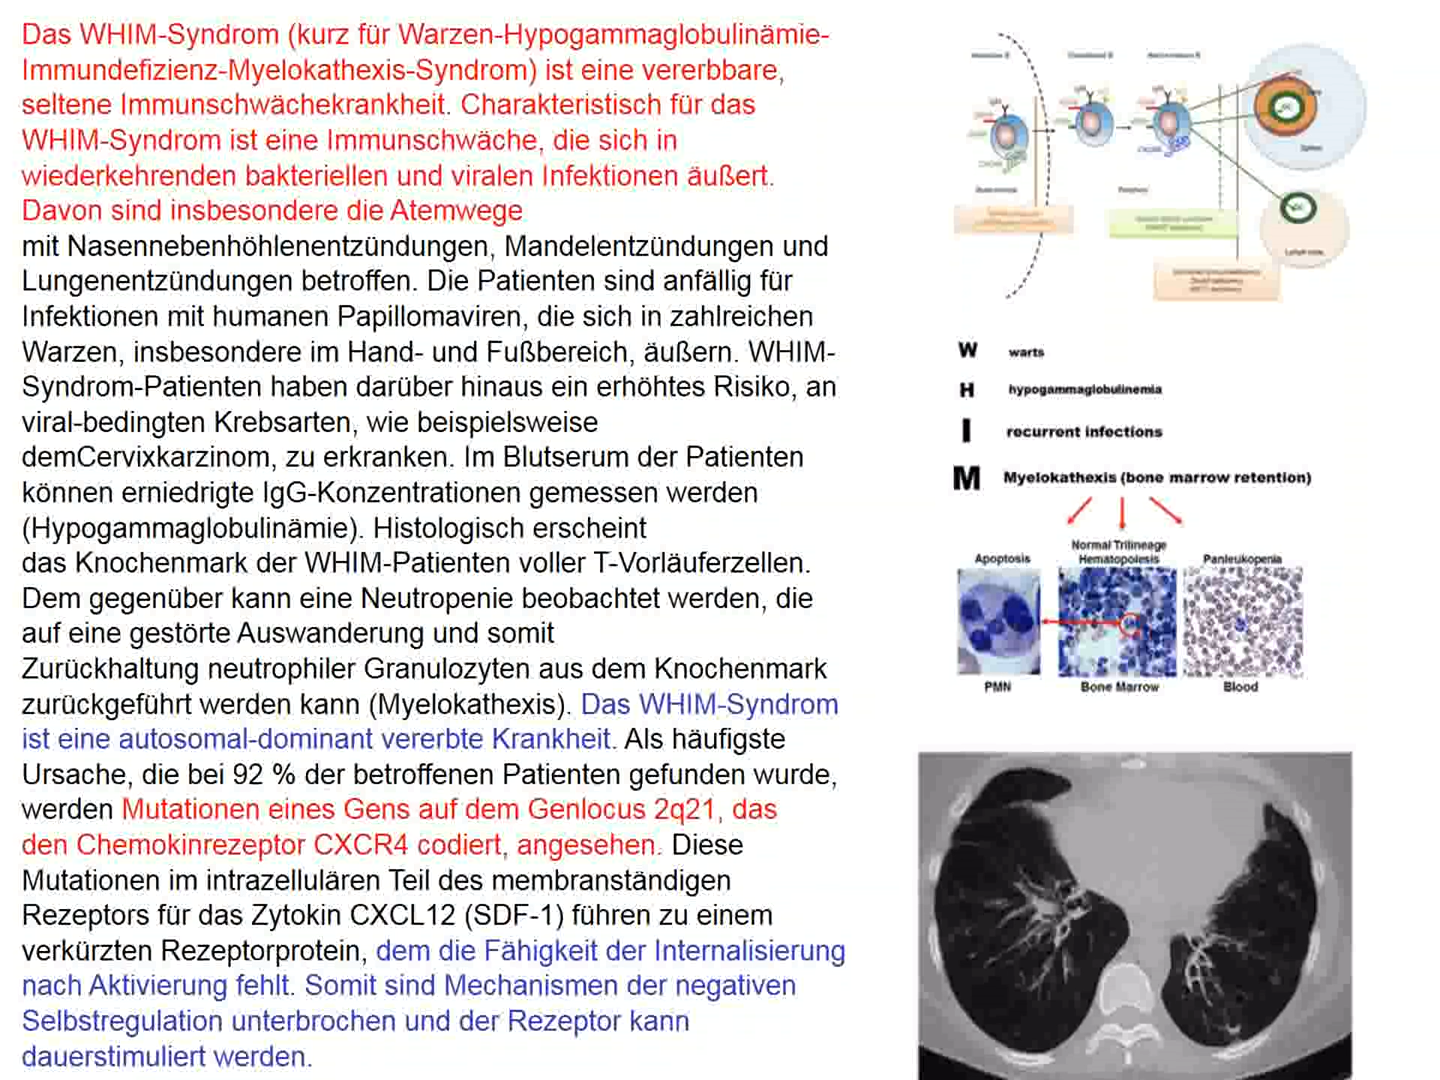 Das WHIM-Syndrom (kurz für Warzen-Hypogammaglobulinämie-
Immundefizienz-Myelokathexis-Syndrom) ist eine vererbbare,
seltene Immunschwächekrankheit. Charakteristisch für das
WHIM-Syndrom ist eine Immunschwäche, die sich in
wiederkehrenden bakteriellen und viralen Infektionen äußert.
Davon sind insbesondere die Atemwege
mit Nasennebenhöhlenentzündungen, Mandelentzündungen und
Lungenentzündungen betroffen. Die Patienten sind anfällig für
Infektionen mit humanen Papillomaviren, die sich in zahlreichen
Warzen, insbesondere im Hand- und Fußbereich, äußern. WHIM-
Syndrom-Patienten haben darüber hinaus ein erhöhtes Risiko, an
viral-bedingten Krebsarten, wie beispielsweise
demCervixkarzinom, zu erkranken. Im Blutserum der Patienten
können erniedrigte IgG-Konzentrationen gemessen werden
(Hypogammaglobulinämie). Histologisch erscheint
das Knochenmark der WHIM-Patienten voller T-Vorläuferzellen.
Dem gegenüber kann eine Neutropenie beobachtet werden, die
auf eine gestörte Auswanderung und somit
Zurückhaltung neutrophiler Granulozyten aus dem Knochenmark
zurückgeführt werden kann (Myelokathexis). Das WHIM-Syndrom
ist eine autosomal-dominant vererbte Krankheit. Als häufigste
Ursache, die bei 92 % der betroffenen Patienten gefunden wurde,
werden Mutationen eines Gens auf dem Genlocus 2q21, das
den Chemokinrezeptor CXCR4 codiert, angesehen. Diese
Mutationen im intrazellulären Teil des membranständigen
Rezeptors für das Zytokin CXCL12 (SDF-1) führen zu einem
verkürzten Rezeptorprotein, dem die Fähigkeit der Internalisierung
nach Aktivierung fehlt. Somit sind Mechanismen der negativen
Selbstregulation unterbrochen und der Rezeptor kann
dauerstimuliert werden.
Spleen
Lymph node
W warts
H hypogammaglobulinemia
I recurrent infections
M Myelokathexis (bone marrow retention)
Normal Trilineage
Apoptosis Hematopoiesis Panleukopenia
PMN Bone Marrow Blood